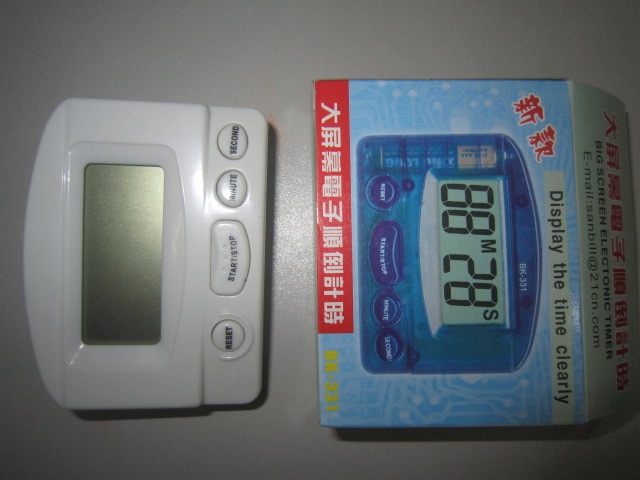 SECOND
MINUTE
START/STOP
RESET
新款
大屏幕電子順倒計時
BK-331
RESET
START/STOP
MINUTE
SECOND
88 M 28 S
BK-331
Display the time clearly
大屏幕電子順倒計時
BIG SCREEN ELECTONIC TIMER
E-mail:sanbill@21cn.com